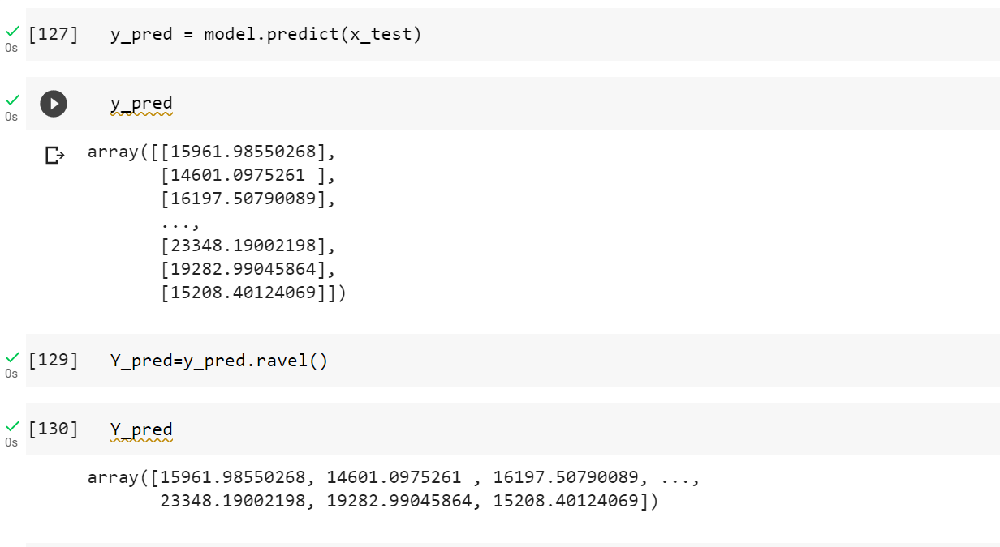 [127] y_pred = model.predict(x_test)
0s
y_pred
0s
array([[15961.98550268],
[14601.0975261 ],
[16197.50790089],
...,
[23348.19002198],
[19282.99045864],
[15208.40124069]])
[129] Y_pred=y_pred.ravel()
0s
[130] Y_pred
0s
array([15961.98550268, 14601.0975261 , 16197.50790089, ...,
23348.19002198, 19282.99045864, 15208.40124069])